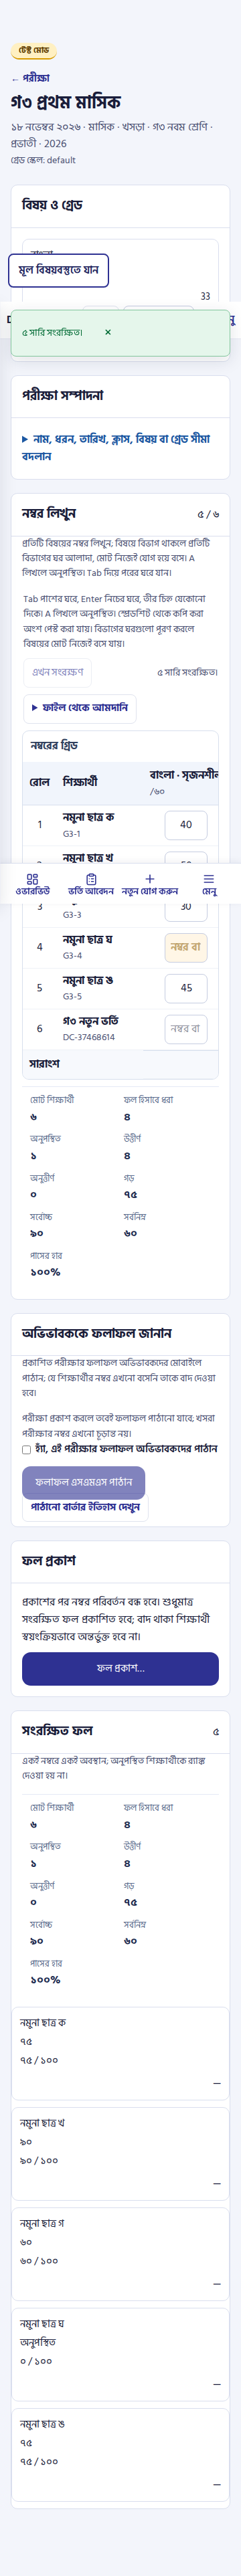 টেস্ট মোড
← পরীক্ষা
গ৩ প্রথম মাসিক
১৮ নভেম্বর ২০২৬ · মাসিক · খসড়া · গ৩ নবম শ্রেণি ·
প্রভাতী · 2026
গ্রেড স্কেল: default
বিষয় ও গ্রেড
মূল বিষয়বস্তুতে যান
33
৫ সারি সংরক্ষিত। ×
পরীক্ষা সম্পাদনা
▶ নাম, ধরন, তারিখ, ক্লাস, বিষয় বা গ্রেড সীমা
বদলান
নম্বর লিখুন ৫ / ৬
প্রতিটি বিষয়ের নম্বর লিখুন; বিষয়ে বিভাগ থাকলে প্রতিটি
বিভাগের ঘর আলাদা, মোট নিজেই যোগ হয়ে বসে। A
লিখলে অনুপস্থিত। Tab দিয়ে পরের ঘরে যান।
Tab পাশের ঘরে, Enter নিচের ঘরে, তীর চিহ্ন যেকোনো
দিকে। A লিখলে অনুপস্থিত। স্প্রেডশিট থেকে কপি করা
অংশ পেস্ট করা যায়। বিভাগের ঘরগুলো পূরণ করলে
বিষয়ের মোট নিজেই বসে যায়।
এখন সংরক্ষণ ৫ সারি সংরক্ষিত।
▶ ফাইল থেকে আমদানি
নম্বরের গ্রিড
রোল শিক্ষার্থী বাংলা · সৃজনশীল
/৬০
1 নমুনা ছাত্র ক 40
G3-1
নমুনা ছাত্র খ
ওভারভিউ ভর্তি আবেদন নতুন যোগ করুন মেনু
3 30
G3-3
4 নমুনা ছাত্র ঘ
G3-4
5 নমুনা ছাত্র ঙ 45
G3-5
6 গ৩ নতুন ভর্তি
DC-37468614
সারাংশ
মোট শিক্ষার্থী ফল হিসাবে ধরা
৬ ৪
অনুপস্থিত উত্তীর্ণ
১ ৪
অনুত্তীর্ণ গড়
০ ৭৫
সর্বোচ্চ সর্বনিম্ন
৯০ ৬০
পাসের হার
১০০%
অভিভাবককে ফলাফল জানান
প্রকাশিত পরীক্ষার ফলাফল অভিভাবকদের মোবাইলে
পাঠান; যে শিক্ষার্থীর নম্বর এখনো বসেনি তাকে বাদ দেওয়া
হবে।
পরীক্ষা প্রকাশ করলে তবেই ফলাফল পাঠানো যাবে; খসরা
পরীক্ষার নম্বর এখনো চূড়ান্ত নয়।
হ্যাঁ, এই পরীক্ষার ফলাফল অভিভাবকদের পাঠান
ফলাফল এসএমএস পাঠান
পাঠানো বার্তার ইতিহাস দেখুন
ফল প্রকাশ
প্রকাশের পর নম্বর পরিবর্তন বন্ধ হবে। শুধুমাত্র
সংরক্ষিত ফল প্রকাশিত হবে; বাদ থাকা শিক্ষার্থী
স্বয়ংক্রিয়ভাবে অন্তর্ভুক্ত হবে না।
ফল প্রকাশ…
সংরক্ষিত ফল ৫
একই নম্বরে একই অবস্থান; অনুপস্থিত শিক্ষার্থীকে র‍্যাঙ্ক
দেওয়া হয় না।
মোট শিক্ষার্থী ফল হিসাবে ধরা
৬ ৪
অনুপস্থিত উত্তীর্ণ
১ ৪
অনুত্তীর্ণ গড়
০ ৭৫
সর্বোচ্চ সর্বনিম্ন
৯০ ৬০
পাসের হার
১০০%
নমুনা ছাত্র ক
৭৫
৭৫ / ১০০
—
নমুনা ছাত্র খ
৯০
৯০ / ১০০
—
নমুনা ছাত্র গ
৬০
৬০ / ১০০
—
নমুনা ছাত্র ঘ
অনুপস্থিত
০ / ১০০
—
নমুনা ছাত্র ঙ
৭৫
৭৫ / ১০০
—